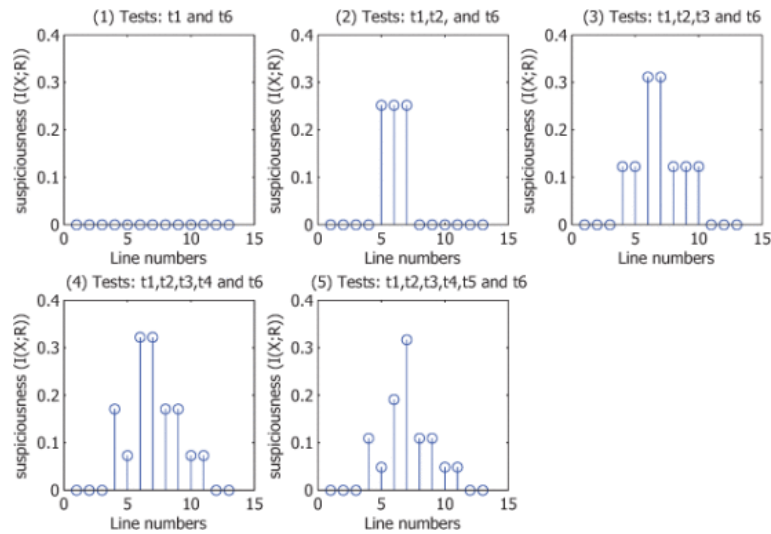 (1) Tests: t1 and t6
0.4
0.3
0.2
0.1
0
suspiciousness (I(X;R))
0 5 10 15
Line numbers
(2) Tests: t1,t2, and t6
0.4
0.3
0.2
0.1
0
suspiciousness (I(X;R))
0 5 10 15
Line numbers
(3) Tests: t1,t2,t3 and t6
0.4
0.3
0.2
0.1
0
suspiciousness (I(X;R))
0 5 10 15
Line numbers
(4) Tests: t1,t2,t3,t4 and t6
0.4
0.3
0.2
0.1
0
suspiciousness (I(X;R))
0 5 10 15
Line numbers
(5) Tests: t1,t2,t3,t4,t5 and t6
0.4
0.3
0.2
0.1
0
suspiciousness (I(X;R))
0 5 10 15
Line numbers